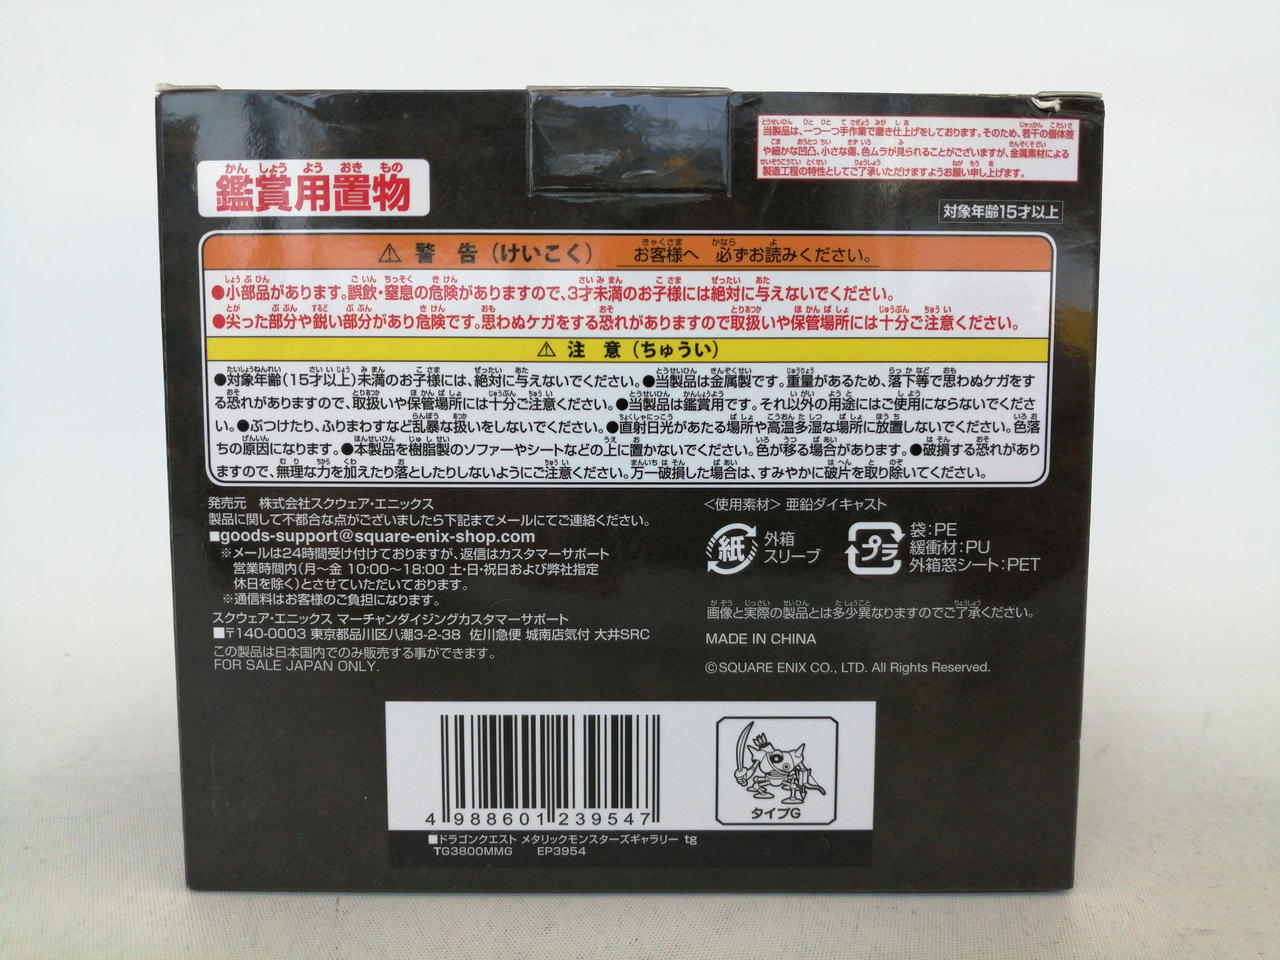 当製品は、一つ一つ手作業で磨き仕上げをしております。そのため、若干の個体差
や細かな凹凸、小さな傷、色ムラが見られることがございますが、金属素材による
製造工程の特性としてご了承いただけますようお願い申し上げます。
かんしょうようおきもの
鑑賞用置物
対象年齢15才以上
⚠ 警 告(けいこく) お客様へ 必ずお読みください。
●小部品があります。誤飲・窒息の危険がありますので、3才未満のお子様には絶対に与えないでください。
●尖った部分や鋭い部分があり危険です。思わぬケガをする恐れがありますので取扱いや保管場所には十分ご注意ください。
⚠ 注 意(ちゅうい)
●対象年齢(15才以上)未満のお子様には、絶対に与えないでください。●当製品は金属製です。重量があるため、落下等で思わぬケガをす
る恐れがありますので、取扱いや保管場所には十分ご注意ください。●当製品は鑑賞用です。それ以外の用途にはご使用にならないでくださ
い。●ぶつけたり、ふりまわすなど乱暴な扱いをしないでください。●直射日光があたる場所や高温多湿な場所に放置しないでください。色落
ちの原因になります。●本製品を樹脂製のソファーやシートなどの上に置かないでください。色が移る場合があります。●破損する恐れがあり
ますので、無理な力を加えたり落としたりしないようにご注意ください。万一破損した場合は、すみやかに破片を取り除いてください。
発売元 株式会社スクウェア・エニックス
製品に関して不都合な点がございましたら下記までメールにてご連絡ください。
■goods-support@square-enix-shop.com
※メールは24時間受け付けておりますが、返信はカスタマーサポート
営業時間内(月〜金 10:00〜18:00 土・日・祝日および弊社指定
休日を除く)とさせていただいております。
※通信料はお客様のご負担になります。
スクウェア・エニックス マーチャンダイジングカスタマーサポート
■〒140-0003 東京都品川区八潮3-2-38 佐川急便 城南店気付 大井SRC
この製品は日本国内でのみ販売する事ができます。
FOR SALE JAPAN ONLY.
<使用素材> 亜鉛ダイキャスト
紙 外箱
スリーブ
プラ 袋:PE
緩衝材:PU
外箱窓シート:PET
画像と実際の製品とは多少異なりますのでご了承ください。
MADE IN CHINA
©SQUARE ENIX CO., LTD. All Rights Reserved.
4 988601 239547
タイプG
■ドラゴンクエスト メタリックモンスターズギャラリー tg
TG3800MMG EP3954